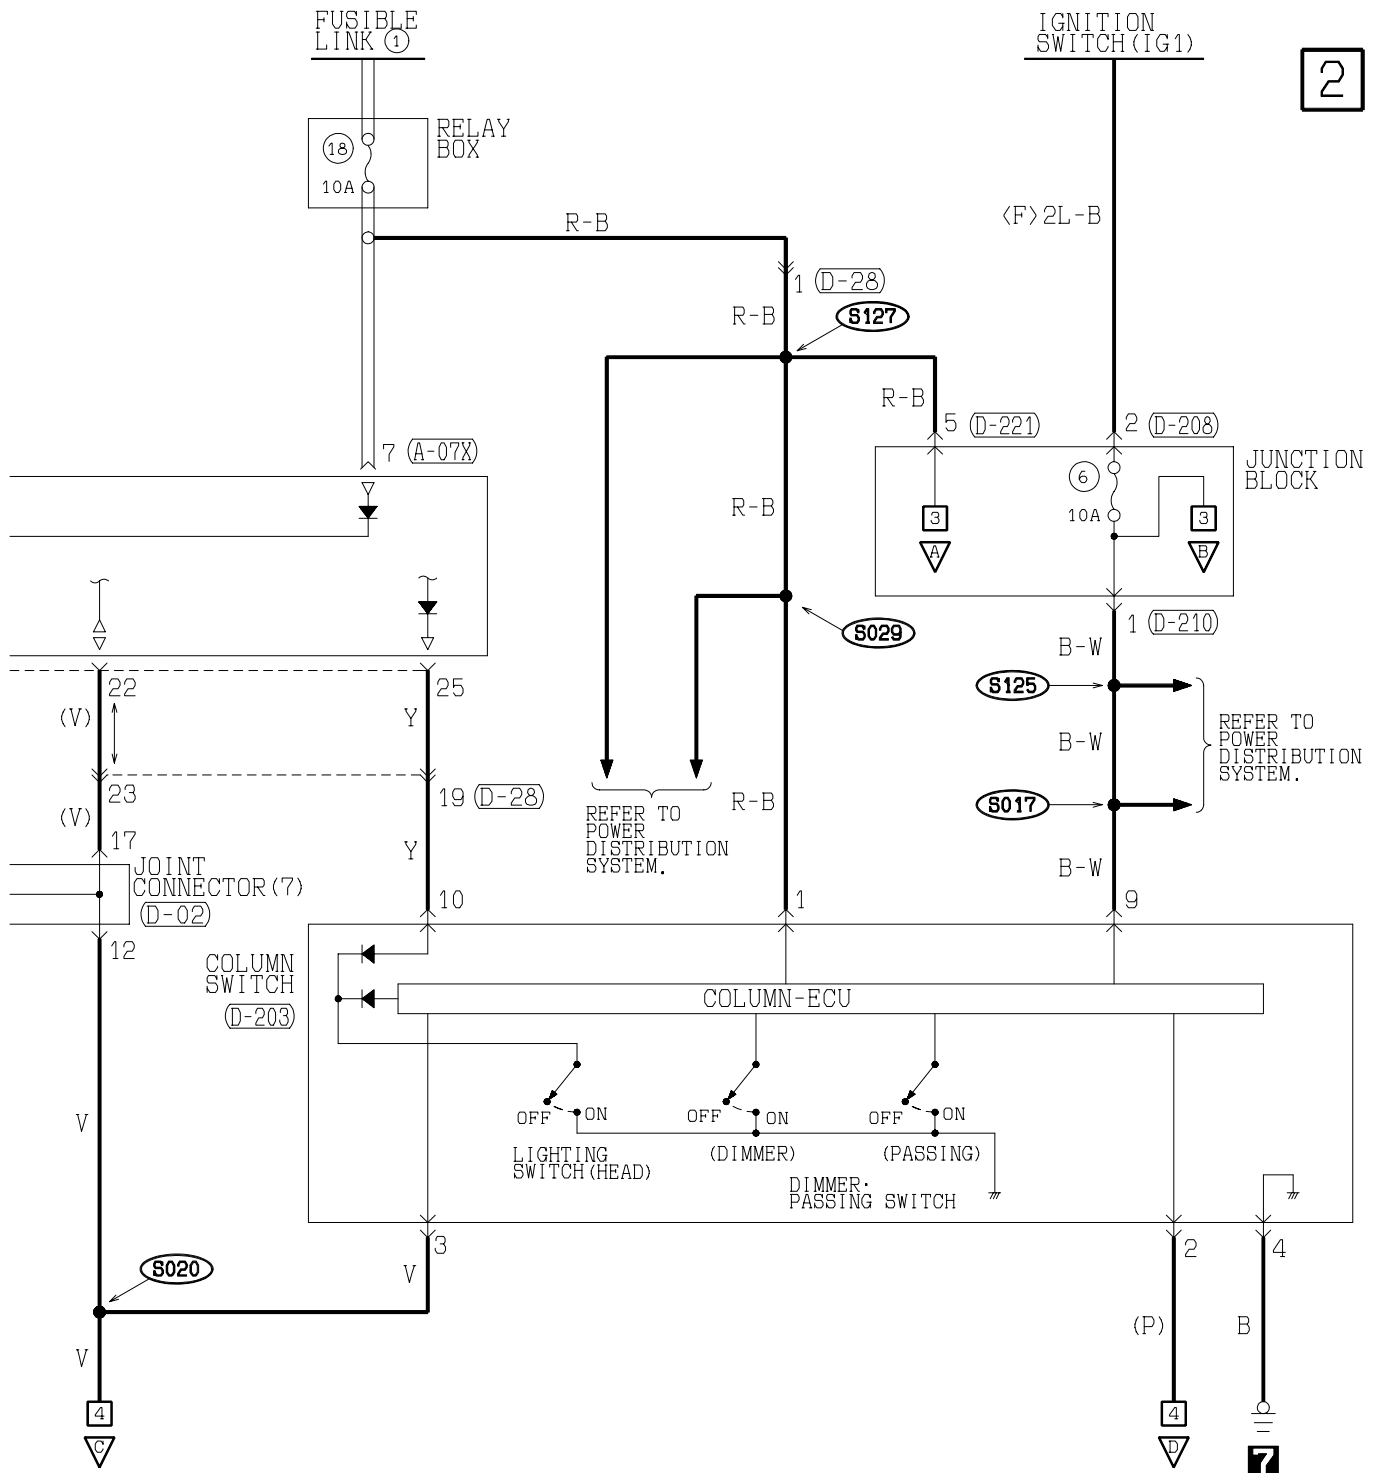 FUSIBLE
LINK ①
IGNITION
SWITCH(IG1)
2
RELAY
BOX
18
10A
R-B
<F>2L-B
1 (D-28)
R-B
S127
R-B
5 (D-221)
2 (D-208)
7 (A-07X)
JUNCTION
BLOCK
6
10A
3
A
3
B
R-B
S029
1 (D-210)
B-W
S125
22
25
(V)
Y
B-W
REFER TO
POWER
DISTRIBUTION
SYSTEM.
23
19 (D-28)
R-B
S017
REFER TO
POWER
DISTRIBUTION
SYSTEM.
(V)
17
Y
JOINT
CONNECTOR(7)
(D-02)
B-W
10
1
9
12
COLUMN
SWITCH
(D-203)
COLUMN-ECU
OFF
ON
OFF
ON
OFF
ON
V
LIGHTING
SWITCH(HEAD)
(DIMMER)
(PASSING)
DIMMER·
PASSING SWITCH
3
2
4
S020
V
V
(P)
B
4
C
4
D
7